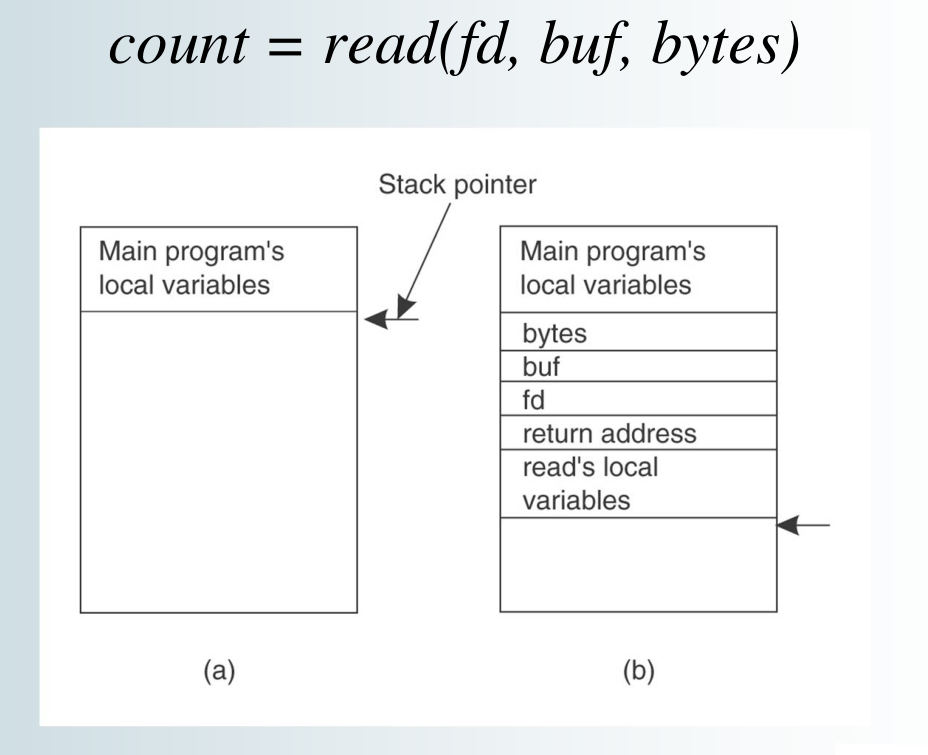 count = read(fd, buf, bytes)
Stack pointer
Main program's
local variables
(a)
Main program's
local variables
bytes
buf
fd
return address
read's local
variables
(b)